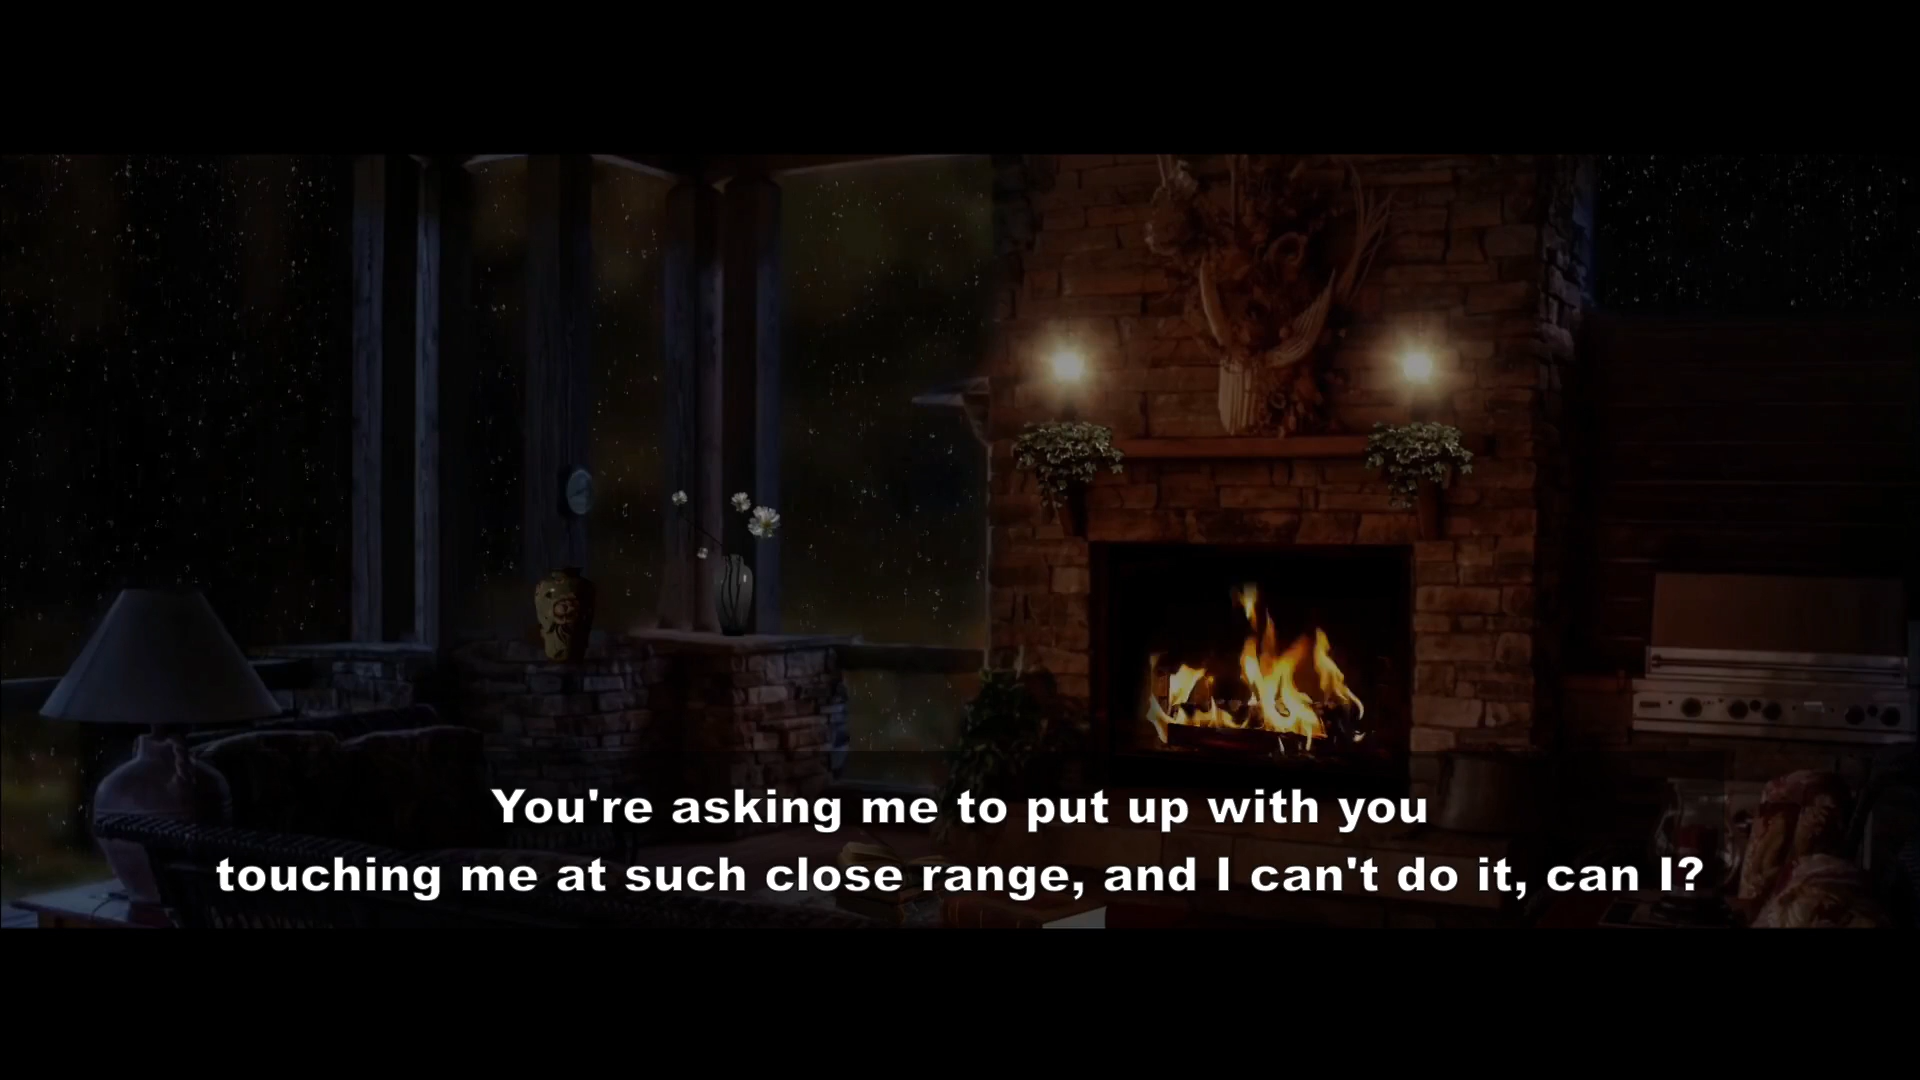 You're asking me to put up with you
touching me at such close range, and I can't do it, can I?